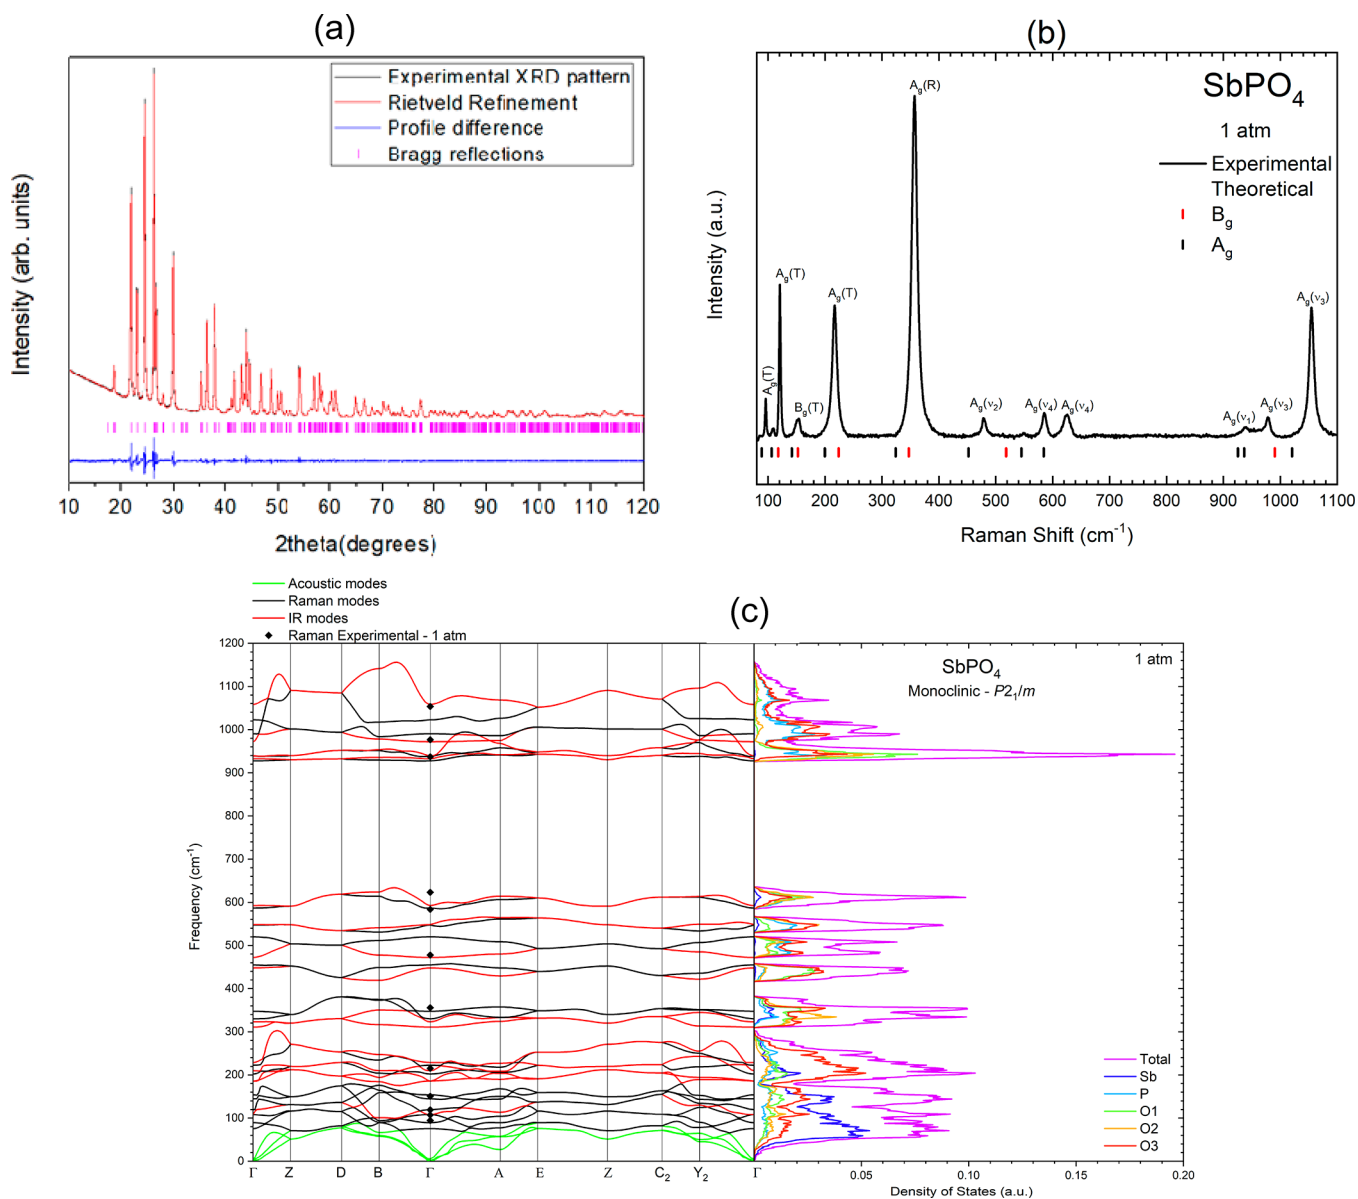 (a)
Experimental XRD pattern
Rietveld Refinement
Profile difference
Bragg reflections
Intensity (arb. units)
10 20 30 40 50 60 70 80 90 100 110 120
2theta(degrees)
(b)
SbPO4
1 atm
Experimental
Theoretical
Bg
Ag
Ag(R)
Ag(T)
Ag(T)
Ag(T)
Bg(T)
Ag(ν2)
Ag(ν4)
Ag(ν4)
Ag(ν1)
Ag(ν3)
Ag(ν3)
Intensity (a.u.)
100 200 300 400 500 600 700 800 900 1000 1100
Raman Shift (cm-1)
(c)
Acoustic modes
Raman modes
IR modes
Raman Experimental - 1 atm
1200
1100
1000
900
800
700
600
500
400
300
200
100
0
Frequency (cm-1)
Γ Z D B Γ A E Z C2 Y2 Γ
SbPO4
Monoclinic - P21/m
1 atm
Total
Sb
P
O1
O2
O3
0.05 0.10 0.15 0.20
Density of States (a.u.)